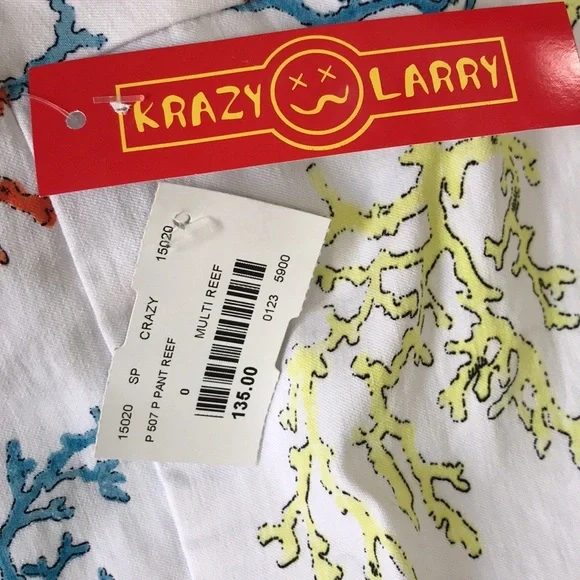 KRAZY LARRY
15020 SP CRAZY 15020
P 507 P PANT REEF
0 MULTI REEF
135.00
0123 5900